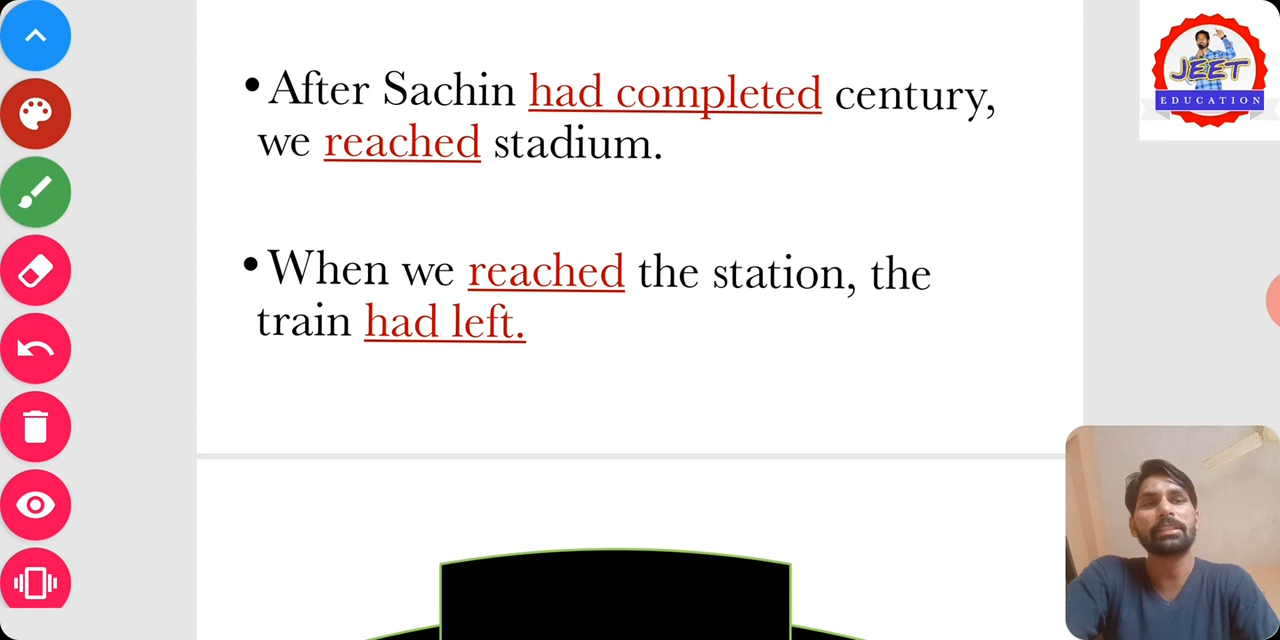 •After Sachin had completed century,
we reached stadium.
•When we reached the station, the
train had left.
JEET
EDUCATION